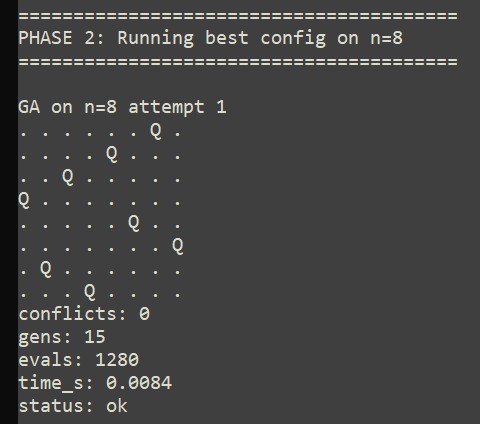 ========================================
PHASE 2: Running best config on n=8
========================================
GA on n=8 attempt 1
. . . . . . Q .
. . . . Q . . .
. . Q . . . . .
Q . . . . . . .
. . . . . Q . .
. . . . . . . Q
. Q . . . . . .
. . . Q . . . .
conflicts: 0
gens: 15
evals: 1280
time_s: 0.0084
status: ok